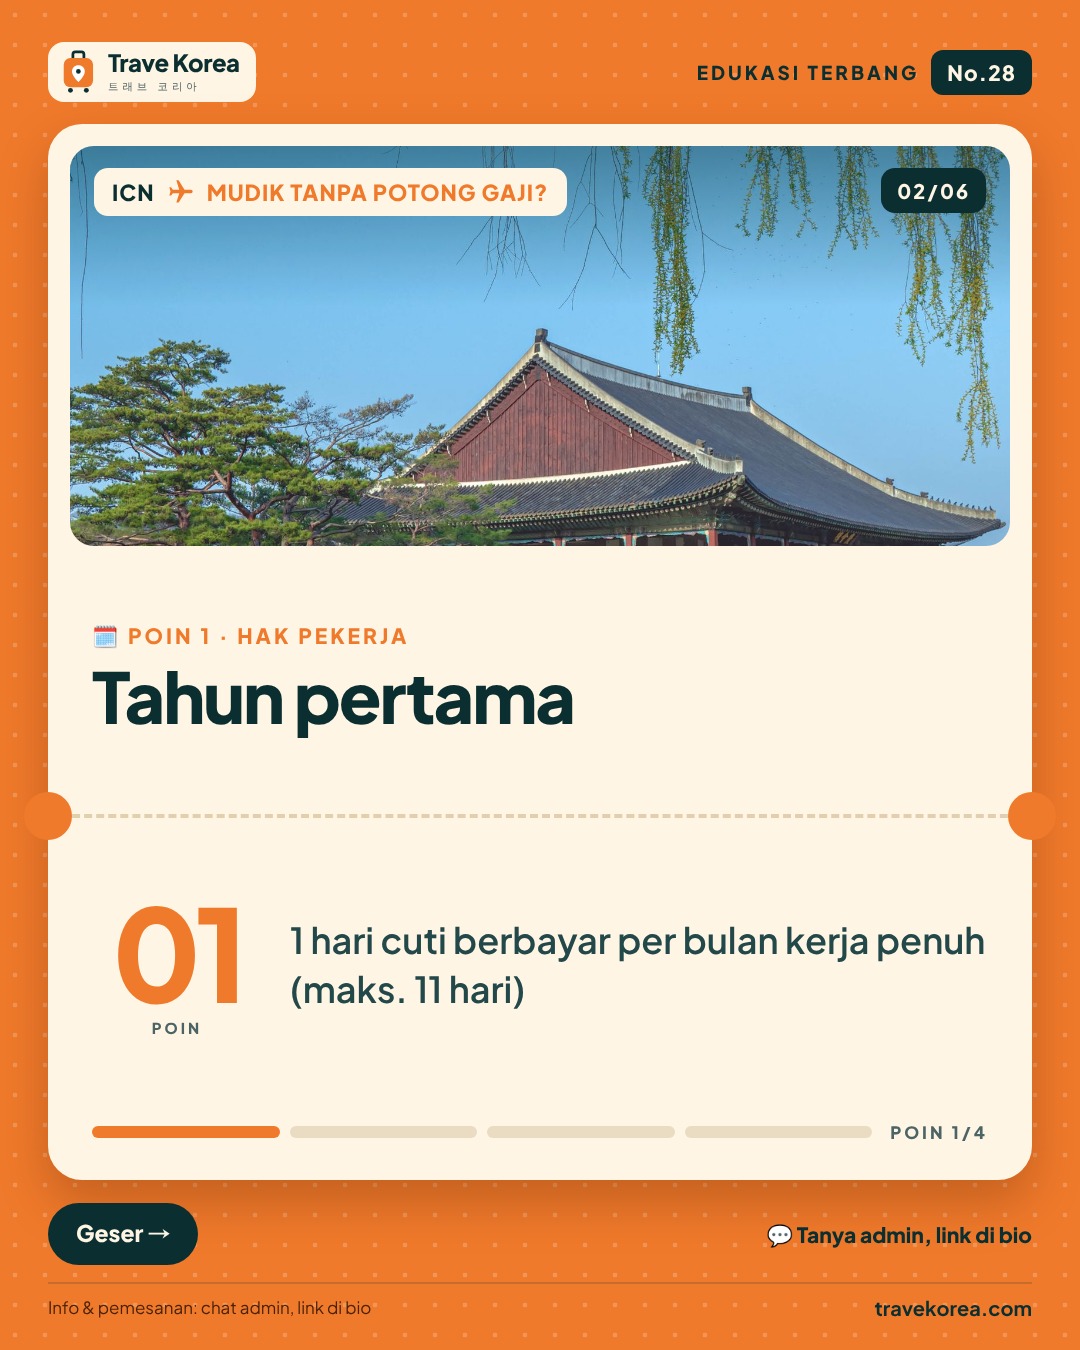 Trave Korea
트래브 코리아
EDUKASI TERBANG
No.28
ICN ✈ MUDIK TANPA POTONG GAJI?
02/06
🗓️ POIN 1 · HAK PEKERJA
Tahun pertama
01
POIN
1 hari cuti berbayar per bulan kerja penuh
(maks. 11 hari)
POIN 1/4
Geser →
💬 Tanya admin, link di bio
Info & pemesanan: chat admin, link di bio
travekorea.com